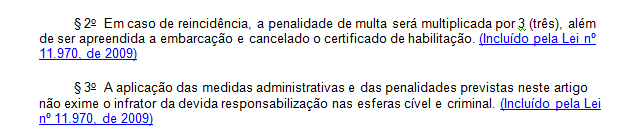 § 2º Em caso de reincidência, a penalidade de multa será multiplicada por 3 (três), além
de ser apreendida a embarcação e cancelado o certificado de habilitação. (Incluído pela Lei nº
11.970, de 2009)
§ 3º A aplicação das medidas administrativas e das penalidades previstas neste artigo
não exime o infrator da devida responsabilização nas esferas cível e criminal. (Incluído pela Lei
nº 11.970, de 2009)